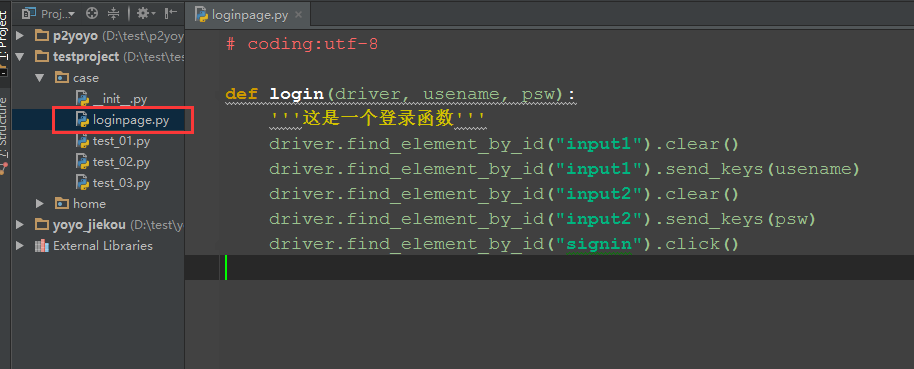 1: Project
Proj..
p2yoyo (D:\test\p2yoy
testproject (D:\test\tes
case
__init__.py
loginpage.py
test_01.py
test_02.py
test_03.py
home
yoyo_jiekou (D:\test\y
External Libraries
7: Structure
loginpage.py
# coding:utf-8
def login(driver, usename, psw):
'''这是一个登录函数'''
driver.find_element_by_id("input1").clear()
driver.find_element_by_id("input1").send_keys(usename)
driver.find_element_by_id("input2").clear()
driver.find_element_by_id("input2").send_keys(psw)
driver.find_element_by_id("signin").click()